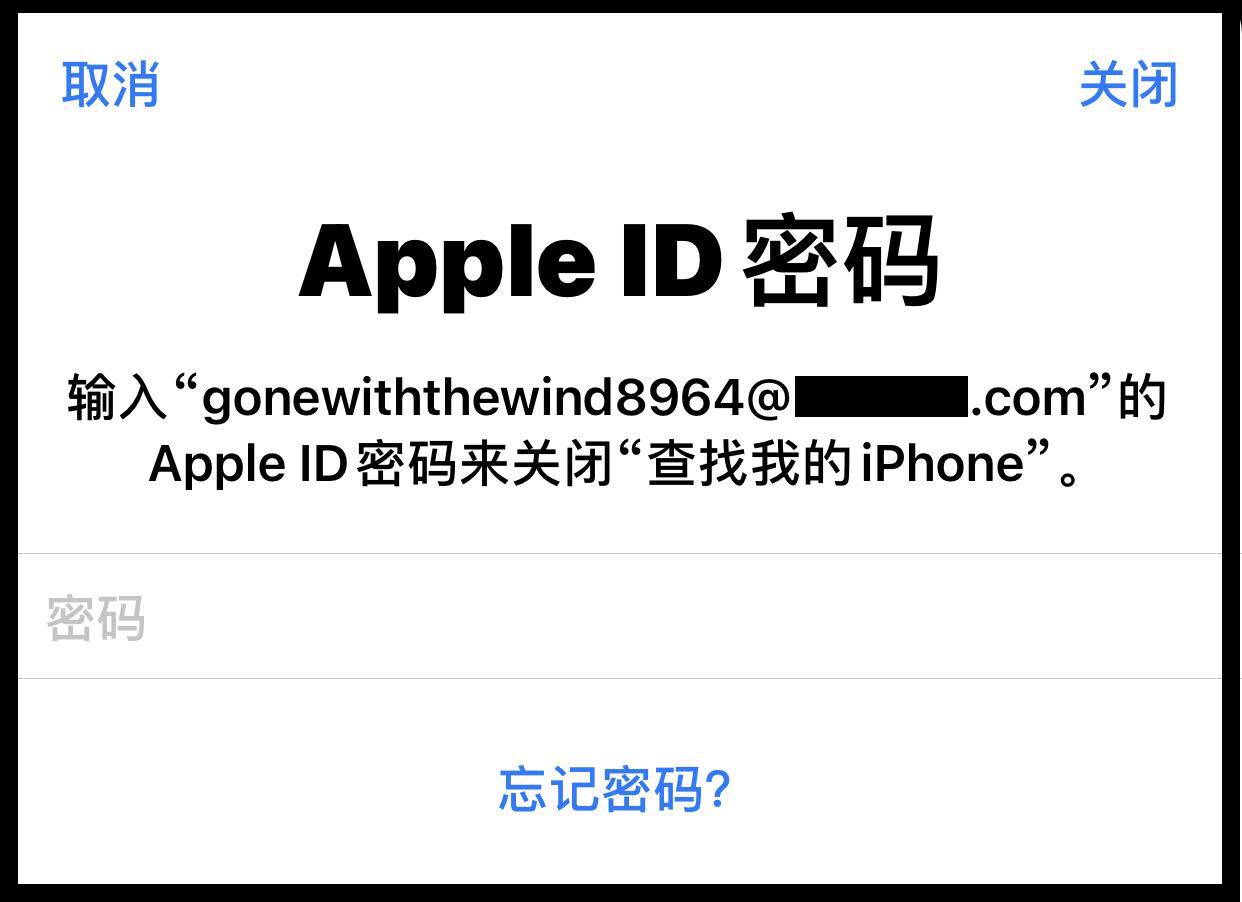 取消
关闭
Apple ID 密码
输入“gonewiththewind8964@ .com”的
Apple ID 密码来关闭“查找我的 iPhone”。
密码
忘记密码?